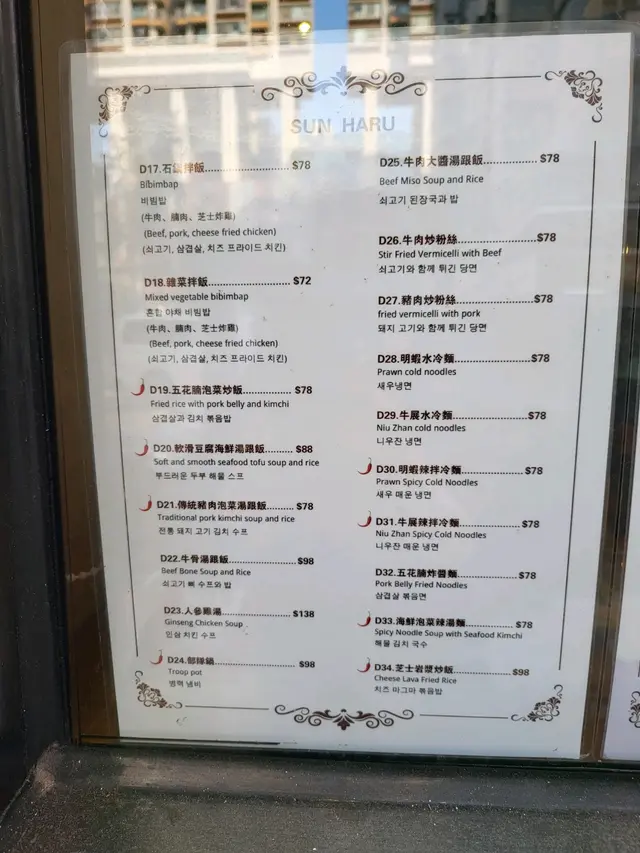 SUN HARU
D17.石鍋拌飯 $78
Bibimbap
비빔밥
(牛肉、腩肉、芝士炸雞)
(Beef, pork, cheese fried chicken)
(쇠고기, 삼겹살, 치즈 프라이드 치킨)
D18.雜菜拌飯 $72
Mixed vegetable bibimbap
혼합 야채 비빔밥
(牛肉、腩肉、芝士炸雞)
(Beef, pork, cheese fried chicken)
(쇠고기, 삼겹살, 치즈 프라이드 치킨)
D19.五花腩泡菜炒飯 $78
Fried rice with pork belly and kimchi
삼겹살과 김치 볶음밥
D20.軟滑豆腐海鮮湯跟飯 $88
Soft and smooth seafood tofu soup and rice
부드러운 두부 해물 스프
D21.傳統豬肉泡菜湯跟飯 $78
Traditional pork kimchi soup and rice
전통 돼지 고기 김치 수프
D22.牛骨湯跟飯 $98
Beef Bone Soup and Rice
쇠고기 뼈 수프와 밥
D23.人參雞湯 $138
Ginseng Chicken Soup
인삼 치킨 수프
D24.部隊鍋 $98
Troop pot
병력 냄비
D25.牛肉大醬湯跟飯 $78
Beef Miso Soup and Rice
쇠고기 된장국과 밥
D26.牛肉炒粉絲 $78
Stir Fried Vermicelli with Beef
쇠고기와 함께 튀긴 당면
D27.豬肉炒粉絲 $78
fried vermicelli with pork
돼지 고기와 함께 튀긴 당면
D28.明蝦水冷麵 $78
Prawn cold noodles
새우냉면
D29.牛展水冷麵 $78
Niu Zhan cold noodles
니우잔 냉면
D30.明蝦辣拌冷麵 $78
Prawn Spicy Cold Noodles
새우 매운 냉면
D31.牛展辣拌冷麵 $78
Niu Zhan Spicy Cold Noodles
니우잔 매운 냉면
D32.五花腩炸醬麵 $78
Pork Belly Fried Noodles
삼겹살 볶음면
D33.海鮮泡菜辣湯麵 $78
Spicy Noodle Soup with Seafood Kimchi
해물 김치 국수
D34.芝士岩漿炒飯 $98
Cheese Lava Fried Rice
치즈 마그마 볶음밥